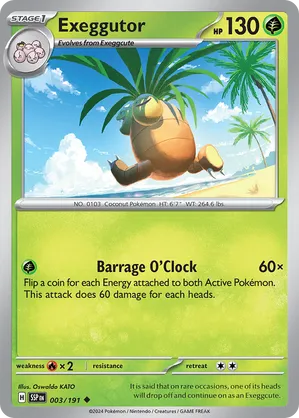 STAGE1 Exeggutor HP 130
Evolves from Exeggcute
NO. 0103 Coconut Pokémon HT: 6'7" WT: 264.6 lbs
Barrage O'Clock 60×
Flip a coin for each Energy attached to both Active Pokémon.
This attack does 60 damage for each heads.
weakness ×2 resistance retreat
Illus. Oswaldo KATO
It is said that on rare occasions, one of its heads
will drop off and continue on as an Exeggcute.
H SSP EN 003/191
©2024 Pokémon / Nintendo / Creatures / GAME FREAK